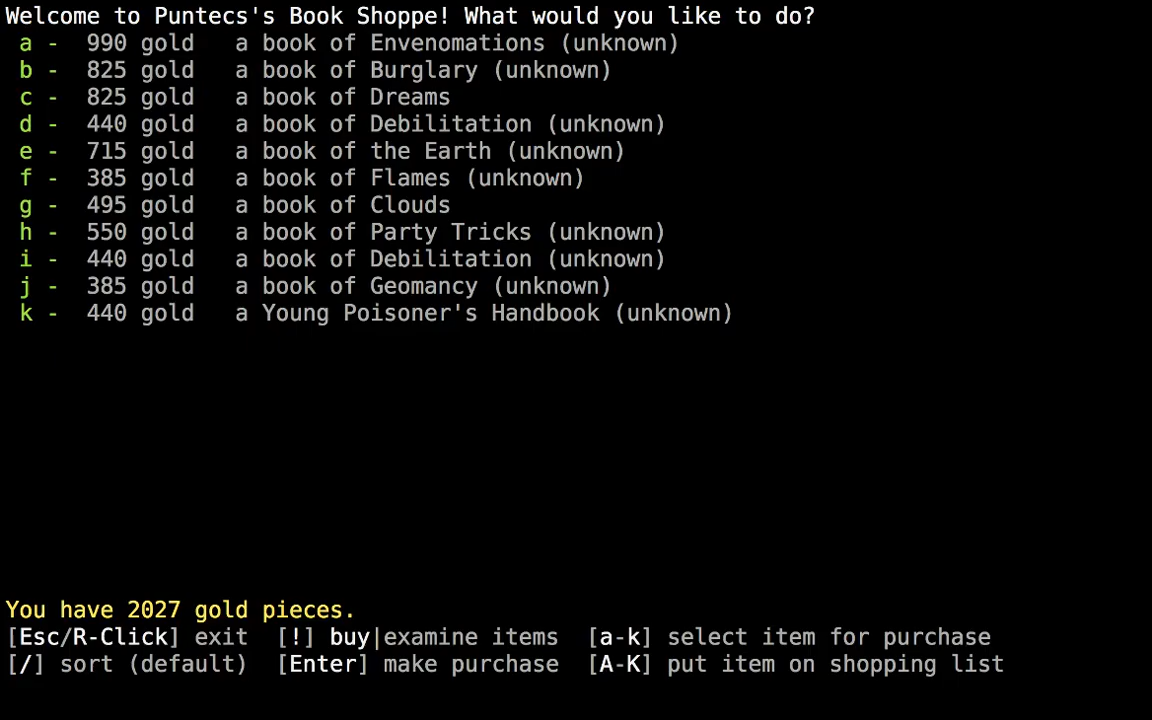 Welcome to Puntecs's Book Shoppe! What would you like to do?
a -  990 gold   a book of Envenomations (unknown)
b -  825 gold   a book of Burglary (unknown)
c -  825 gold   a book of Dreams
d -  440 gold   a book of Debilitation (unknown)
e -  715 gold   a book of the Earth (unknown)
f -  385 gold   a book of Flames (unknown)
g -  495 gold   a book of Clouds
h -  550 gold   a book of Party Tricks (unknown)
i -  440 gold   a book of Debilitation (unknown)
j -  385 gold   a book of Geomancy (unknown)
k -  440 gold   a Young Poisoner's Handbook (unknown)
You have 2027 gold pieces.
[Esc/R-Click] exit  [!] buy|examine items  [a-k] select item for purchase
[/] sort (default)  [Enter] make purchase  [A-K] put item on shopping list